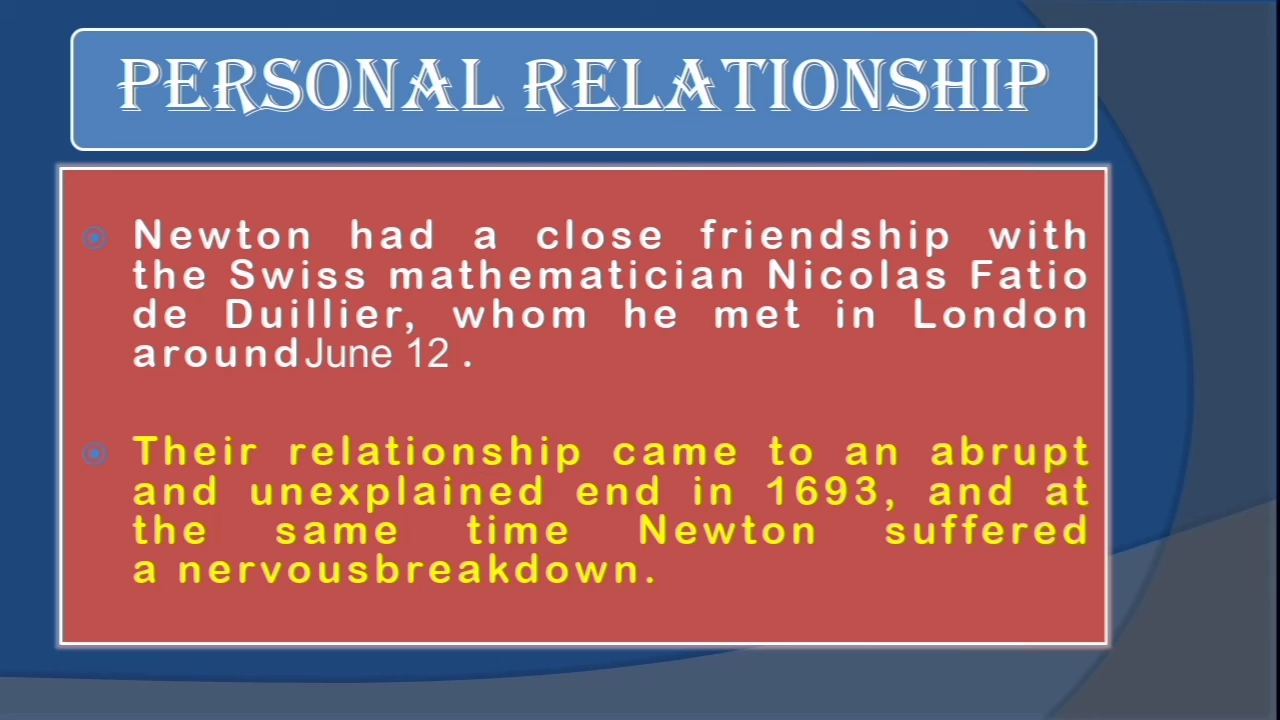 PERSONAL RELATIONSHIP
Newton had a close friendship with
the Swiss mathematician Nicolas Fatio
de Duillier, whom he met in London
aroundJune 12 .
Their relationship came to an abrupt
and unexplained end in 1693, and at
the same time Newton suffered
a nervousbreakdown.